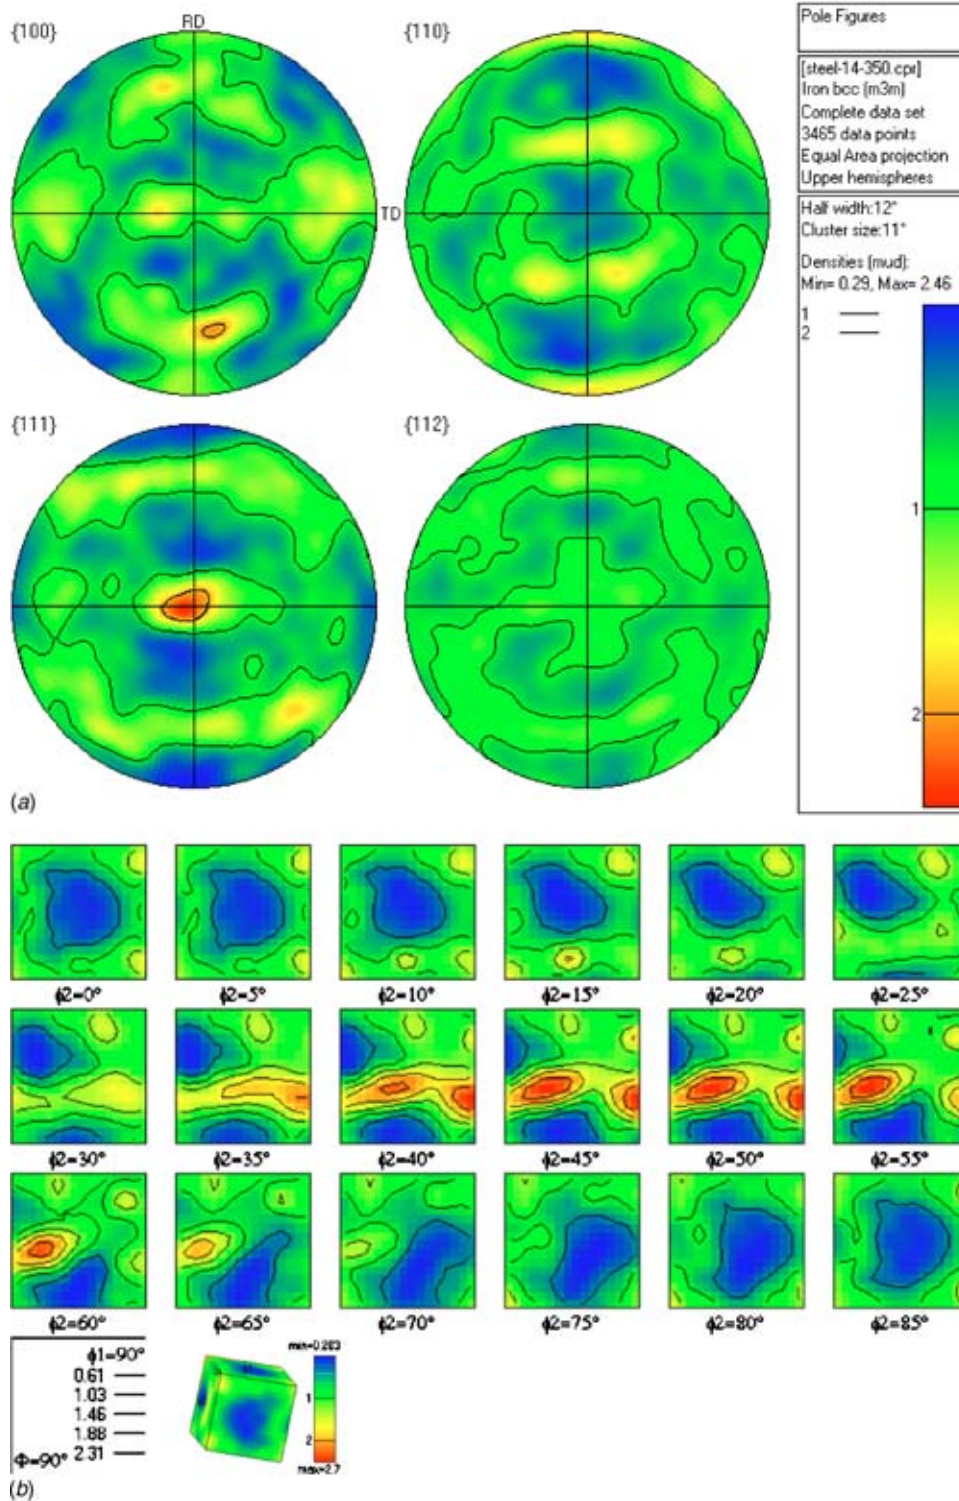 {100}
RD
{110}
TD
Pole Figures
[steel-14-350.cpr]
Iron bcc (m3m)
Complete data set
3465 data points
Equal Area projection
Upper hemispheres
Half width:12°
Cluster size:11°
Densities (mud):
Min= 0.29, Max= 2.46
1
2
1
2
{111}
{112}
(a)
ϕ2=0° ϕ2=5° ϕ2=10° ϕ2=15° ϕ2=20° ϕ2=25°
ϕ2=30° ϕ2=35° ϕ2=40° ϕ2=45° ϕ2=50° ϕ2=55°
ϕ2=60° ϕ2=65° ϕ2=70° ϕ2=75° ϕ2=80° ϕ2=85°
ϕ1=90°
0.61
1.03
1.46
1.88
2.31
Φ=90°
min=0.283
1
2
max=2.7
(b)